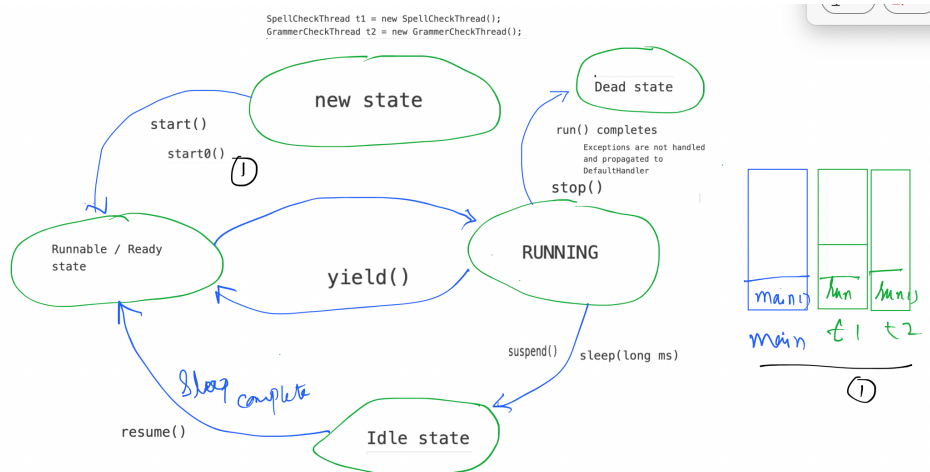 SpellCheckThread t1 = new SpellCheckThread();
GrammerCheckThread t2 = new GrammerCheckThread();
new state
Dead state
start()
start0()
1
run() completes
Exceptions are not handled
and propagated to
DefaultHandler
stop()
Runnable / Ready
state
RUNNING
yield()
main()
run
run()
main
t1
t2
1
suspend()
sleep(long ms)
Sleep
complete
resume()
Idle state